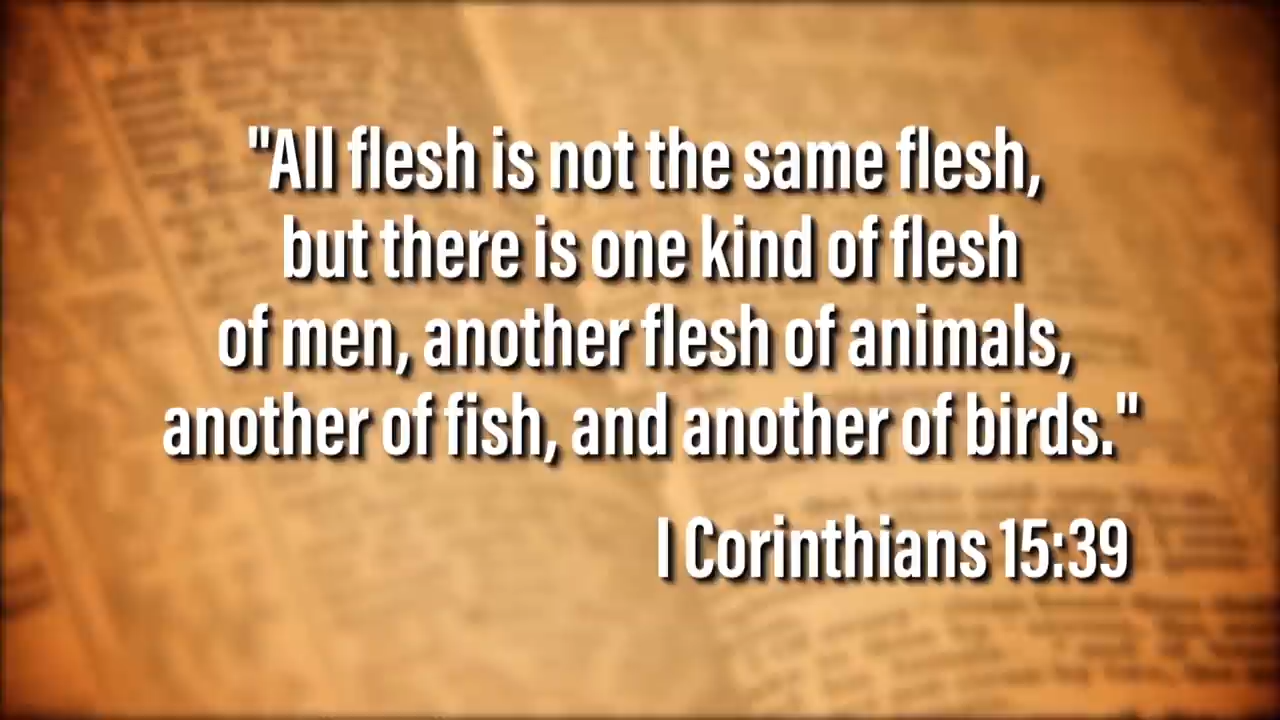 "All flesh is not the same flesh,
but there is one kind of flesh
of men, another flesh of animals,
another of fish, and another of birds."
I Corinthians 15:39